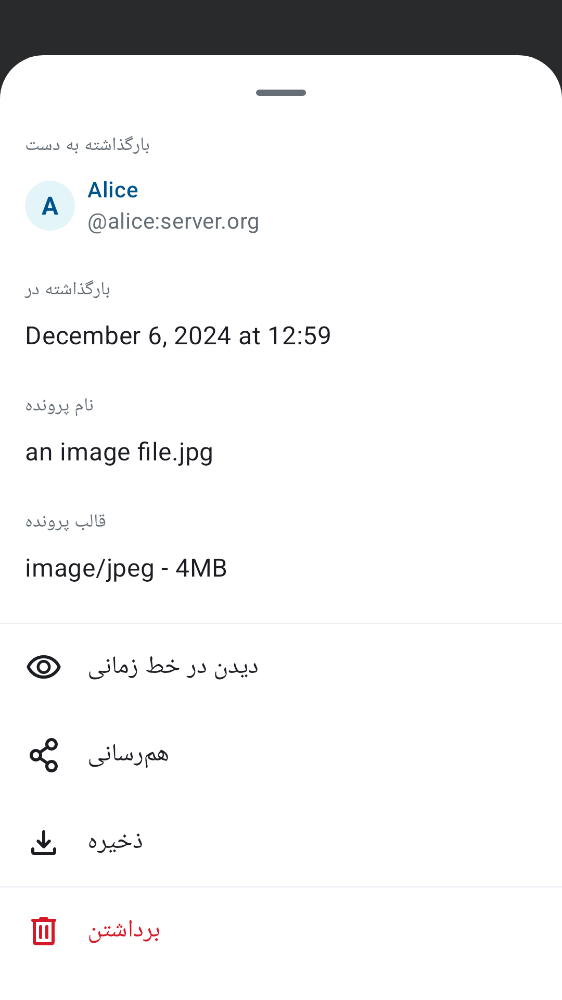 بارگذاشته به دست
A
Alice
@alice:server.org
بارگذاشته در
December 6, 2024 at 12:59
نام پرونده
an image file.jpg
قالب پرونده
image/jpeg - 4MB
دیدن در خط زمانی
هم‌رسانی
ذخیره
برداشتن